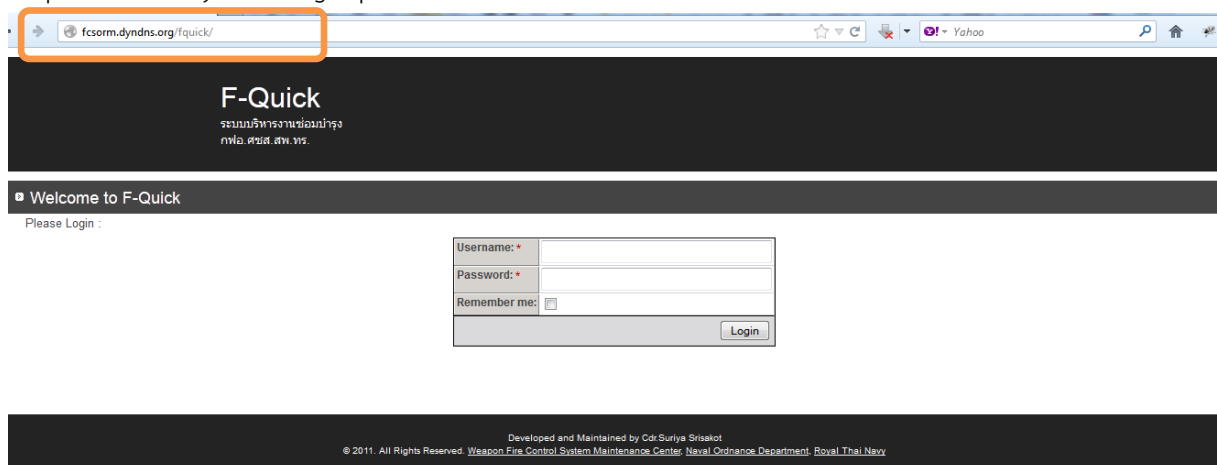 fcsorm.dyndns.org/fquick/
Yahoo
F-Quick
ระบบบริหารงานซ่อมบำรุง
กฟอ.ศซส.สพ.ทร.
Welcome to F-Quick
Please Login :
Username: *
Password: *
Remember me:
Login
Developed and Maintained by Cdr.Suriya Srisakot
© 2011. All Rights Reserved. Weapon Fire Control System Maintenance Center, Naval Ordnance Department, Royal Thai Navy